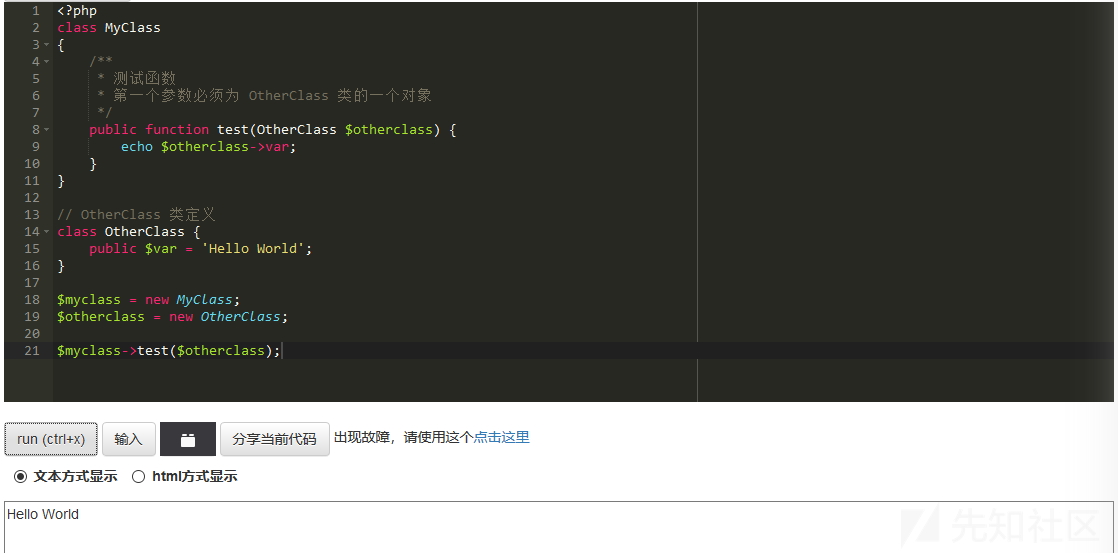 1 <?php
2 class MyClass
3 {
4     /**
5      * 测试函数
6      * 第一个参数必须为 OtherClass 类的一个对象
7      */
8     public function test(OtherClass $otherclass) {
9         echo $otherclass->var;
10     }
11 }
12
13 // OtherClass 类定义
14 class OtherClass {
15     public $var = 'Hello World';
16 }
17
18 $myclass = new MyClass;
19 $otherclass = new OtherClass;
20
21 $myclass->test($otherclass);
run (ctrl+x) 输入 分享当前代码 出现故障，请使用这个点击这里
文本方式显示 html方式显示
Hello World
先知社区